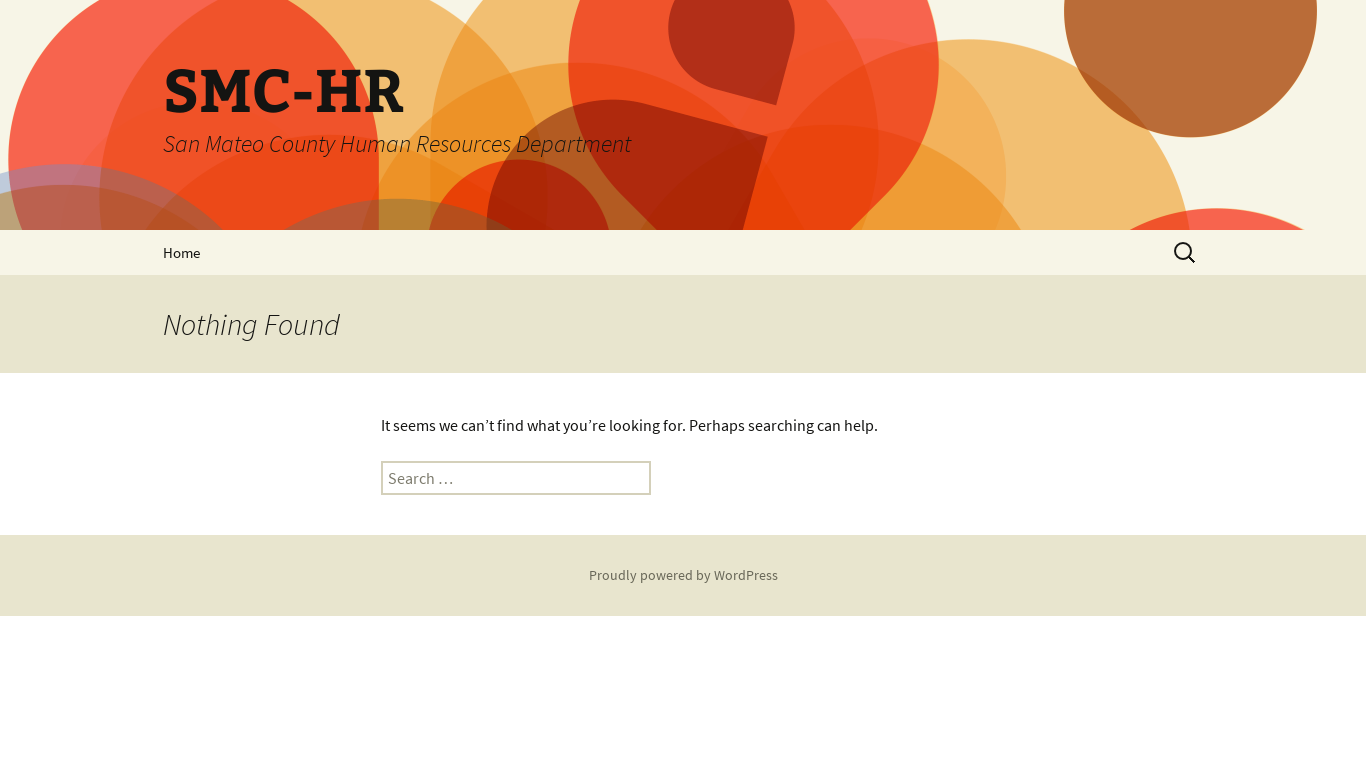 SMC-HR
San Mateo County Human Resources Department
Home
Nothing Found
It seems we can’t find what you’re looking for. Perhaps searching can help.
Search …
Proudly powered by WordPress